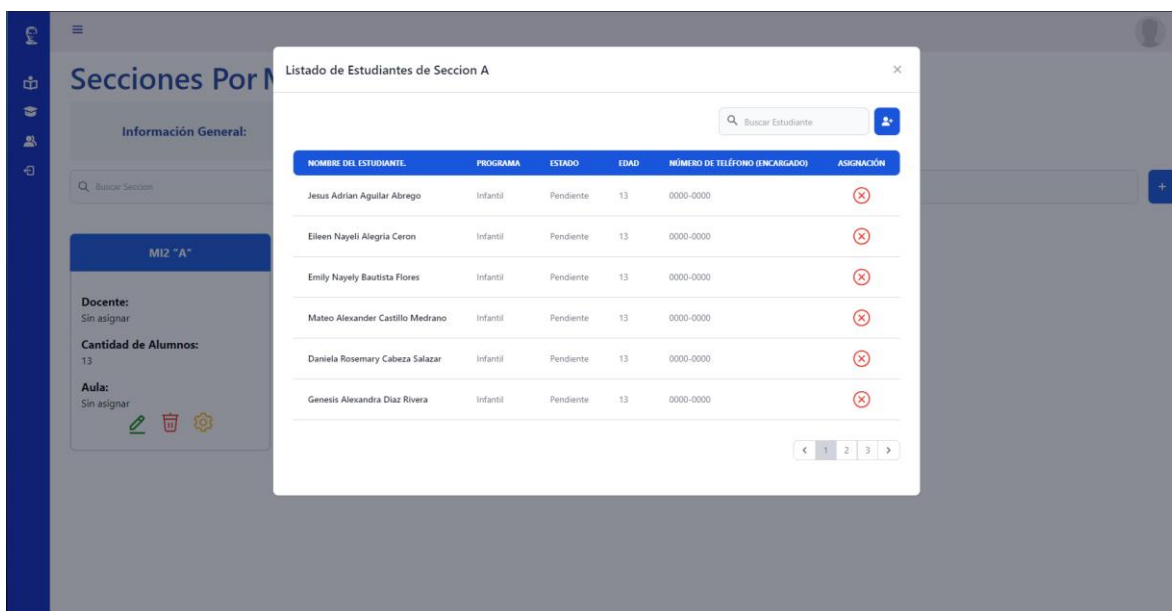 Secciones Por M
Información General:
Buscar Seccion
MI2 "A"
Docente:
Sin asignar
Cantidad de Alumnos:
13
Aula:
Sin asignar
Listado de Estudiantes de Seccion A
Buscar Estudiante
NOMBRE DEL ESTUDIANTE. PROGRAMA ESTADO EDAD NÚMERO DE TELÉFONO (ENCARGADO) ASIGNACIÓN
Jesus Adrian Aguilar Abrego Infantil Pendiente 13 0000-0000
Eileen Nayeli Alegria Ceron Infantil Pendiente 13 0000-0000
Emily Nayely Bautista Flores Infantil Pendiente 13 0000-0000
Mateo Alexander Castillo Medrano Infantil Pendiente 13 0000-0000
Daniela Rosemary Cabeza Salazar Infantil Pendiente 13 0000-0000
Genesis Alexandra Diaz Rivera Infantil Pendiente 13 0000-0000
1 2 3